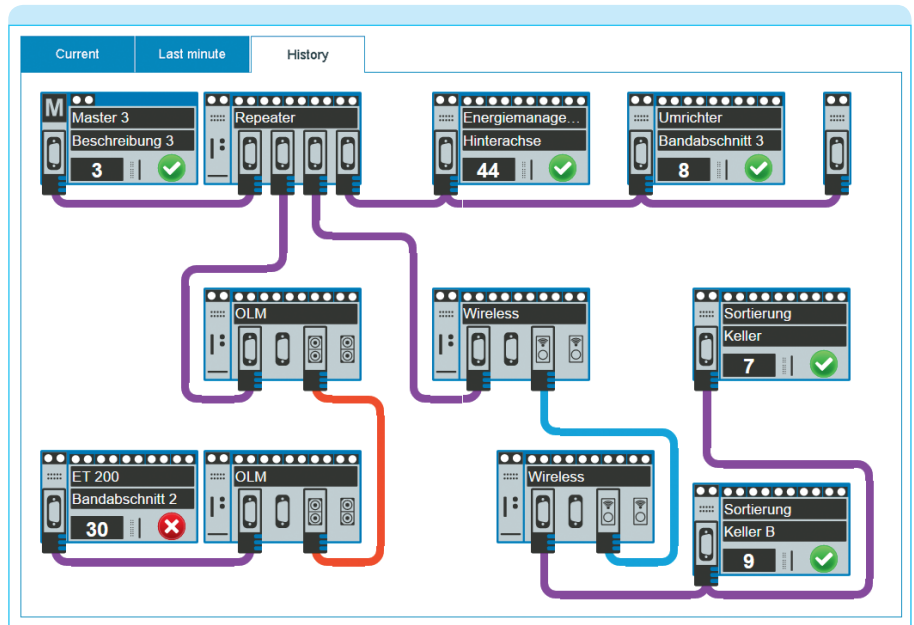 Current
Last minute
History
M
Master 3
Beschreibung 3
3
Repeater
Energiemanage...
Hinterachse
44
Umrichter
Bandabschnitt 3
8
OLM
Wireless
Sortierung
Keller
7
ET 200
Bandabschnitt 2
30
OLM
Wireless
Sortierung
Keller B
9